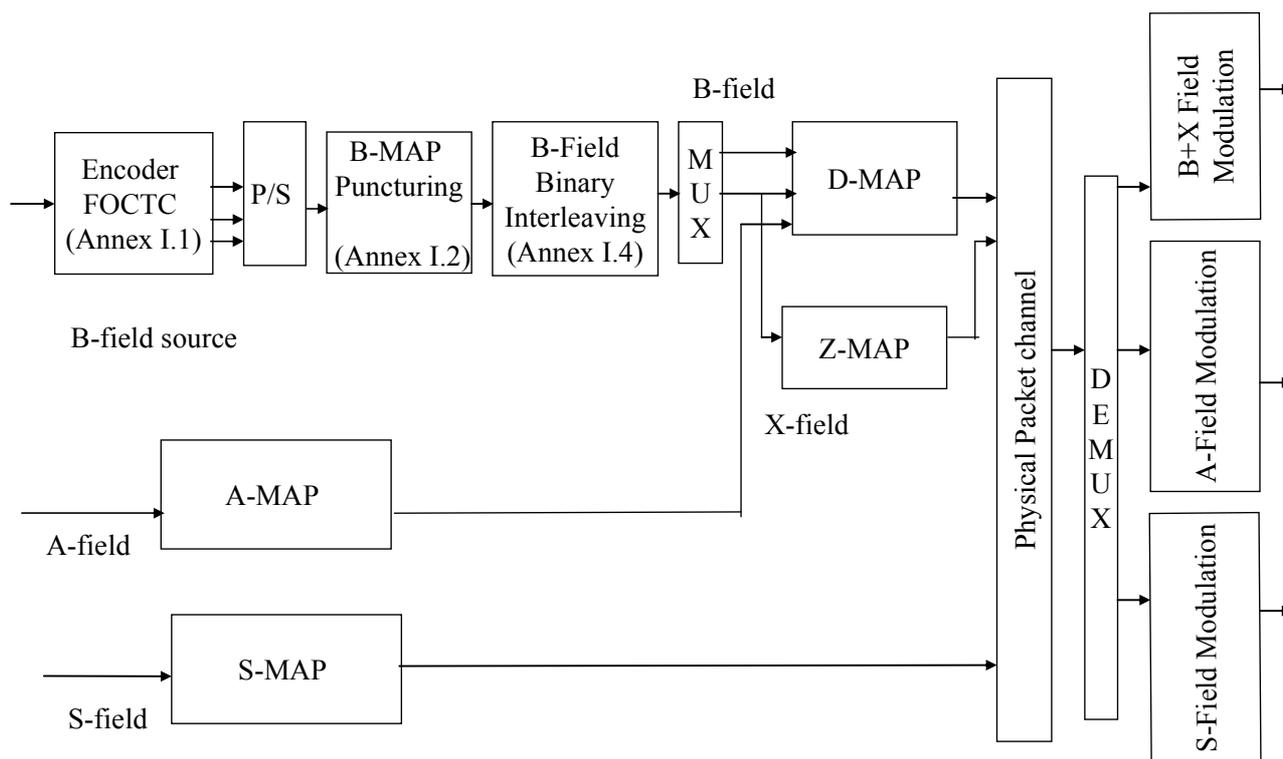 B-field
Encoder
FOCTC
(Annex I.1)
P/S
B-MAP
Puncturing
(Annex I.2)
B-Field
Binary
Interleaving
(Annex I.4)
M
U
X
D-MAP
Z-MAP
X-field
B-field source
A-MAP
A-field
S-MAP
S-field
Physical Packet channel
D
E
M
U
X
B+X Field
Modulation
A-Field Modulation
S-Field Modulation